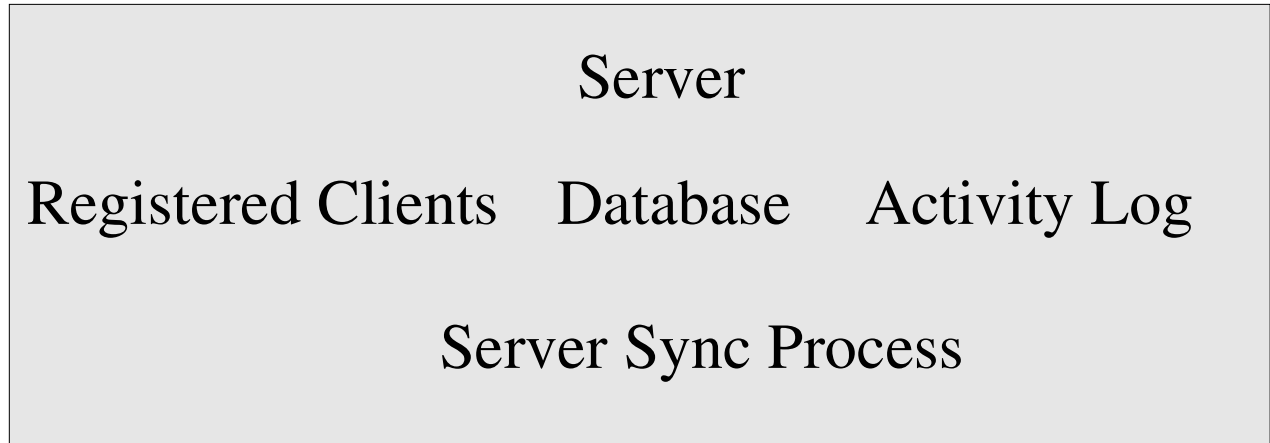 Server
Registered Clients Database Activity Log
Server Sync Process